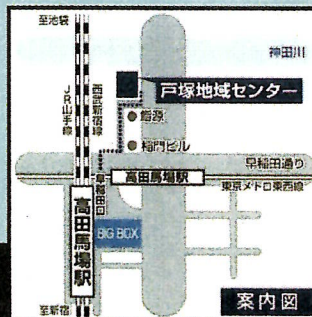 至池袋
神田川
戸塚地域センター
JR山手線
西武新宿線
稲門ビル
早稲田通り
早稲田口
高田馬場駅
東京メトロ東西線
高田馬場駅
BIG BOX
至新宿
案内図